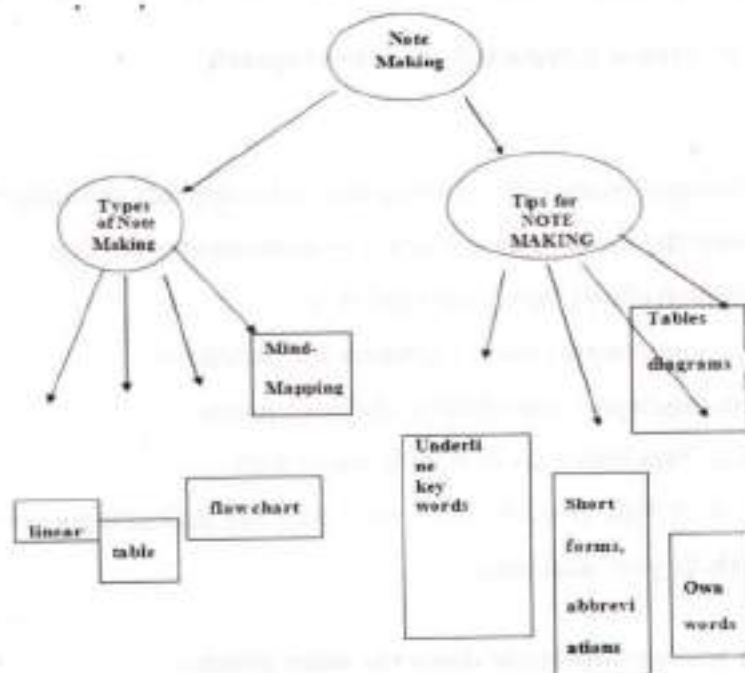 Note
Making
Types
of Note
Making
Tips for
NOTE
MAKING
Mind-
Mapping
Tables
diagrams
linear
table
flow chart
Underli
ne
key
words
Short
forms,
abbrevi
ations
Own
words